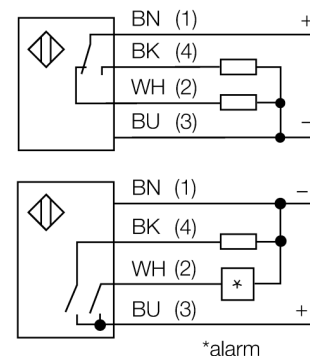 BN (1) +
BK (4)
WH (2)
BU (3) −
BN (1) −
BK (4)
WH (2)
*
BU (3) +
*alarm